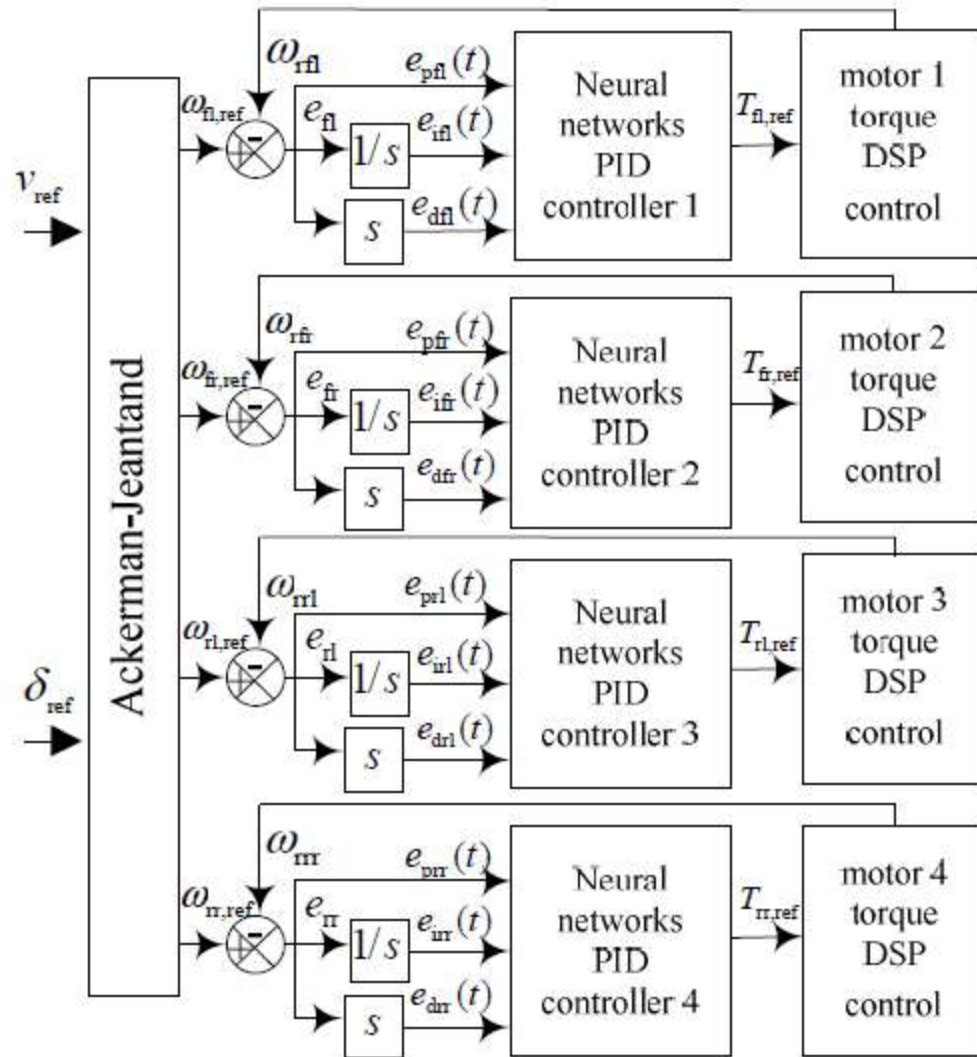 v_ref
δ_ref
Ackerman-Jeantand
ω_rfl
ω_fl,ref
e_fl
e_pfl(t)
1/s
e_ifl(t)
s
e_dfl(t)
Neural
networks
PID
controller 1
T_fl,ref
motor 1
torque
DSP
control
ω_rfr
ω_fr,ref
e_fr
e_pfr(t)
1/s
e_ifr(t)
s
e_dfr(t)
Neural
networks
PID
controller 2
T_fr,ref
motor 2
torque
DSP
control
ω_rrl
ω_rl,ref
e_rl
e_prl(t)
1/s
e_irl(t)
s
e_drl(t)
Neural
networks
PID
controller 3
T_rl,ref
motor 3
torque
DSP
control
ω_rrr
ω_rr,ref
e_rr
e_prr(t)
1/s
e_irr(t)
s
e_drr(t)
Neural
networks
PID
controller 4
T_rr,ref
motor 4
torque
DSP
control